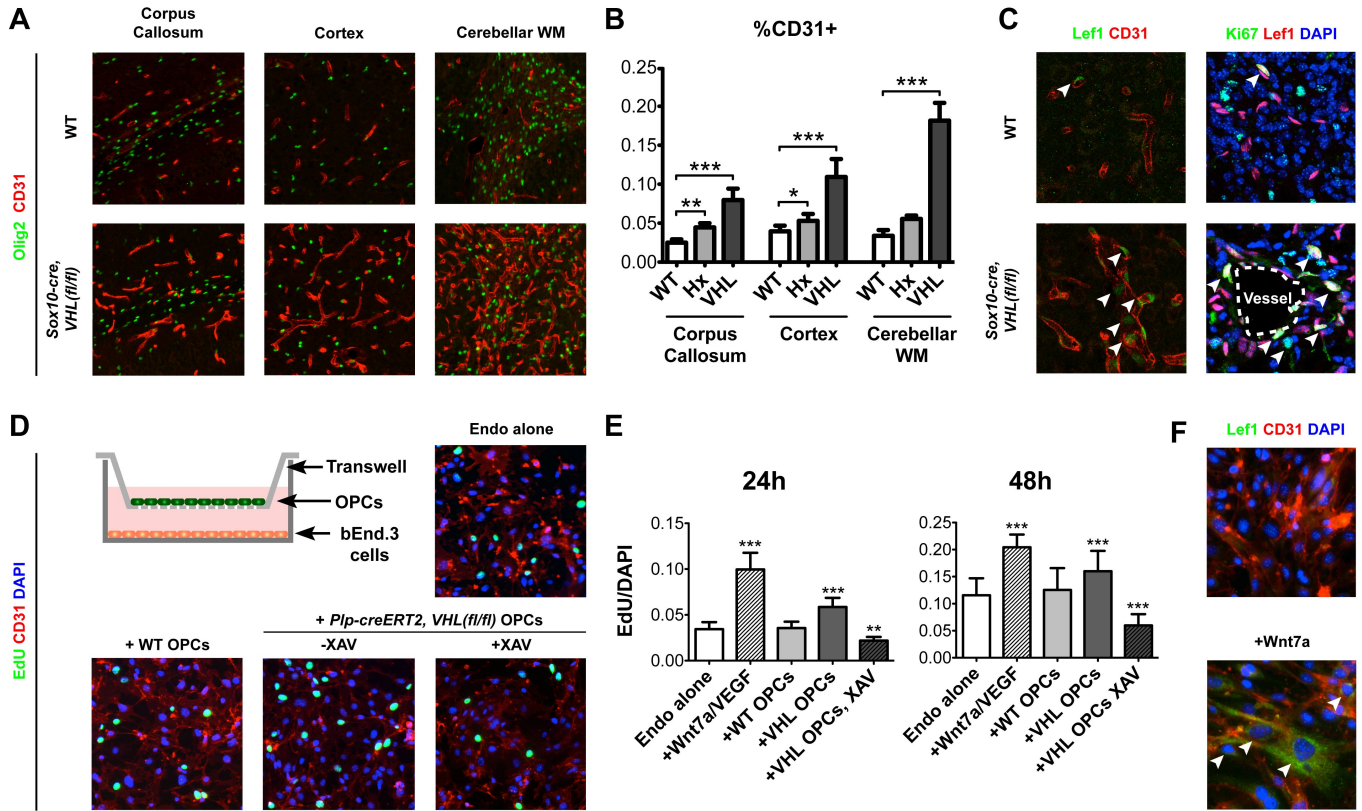 A
Corpus
Callosum
Cortex
Cerebellar WM
Olig2 CD31
WT
Sox10-cre,
VHL(fl/fl)
B
%CD31+
0.25
0.20
0.15
0.10
0.05
0.00
***
**
***
*
***
WT
Hx
VHL
WT
Hx
VHL
WT
Hx
VHL
Corpus
Callosum
Cortex
Cerebellar
WM
C
Lef1 CD31
Ki67 Lef1 DAPI
WT
Sox10-cre,
VHL(fl/fl)
Vessel
D
EdU CD31 DAPI
Transwell
OPCs
bEnd.3
cells
Endo alone
+ Plp-creERT2, VHL(fl/fl) OPCs
+ WT OPCs
-XAV
+XAV
E
EdU/DAPI
24h
0.15
0.10
0.05
0.00
***
***
**
Endo alone
+Wnt7a/VEGF
+WT OPCs
+VHL OPCs
+VHL OPCs, XAV
48h
0.25
0.20
0.15
0.10
0.05
0.00
***
***
***
Endo alone
+Wnt7a/VEGF
+WT OPCs
+VHL OPCs
+VHL OPCs XAV
F
Lef1 CD31 DAPI
+Wnt7a